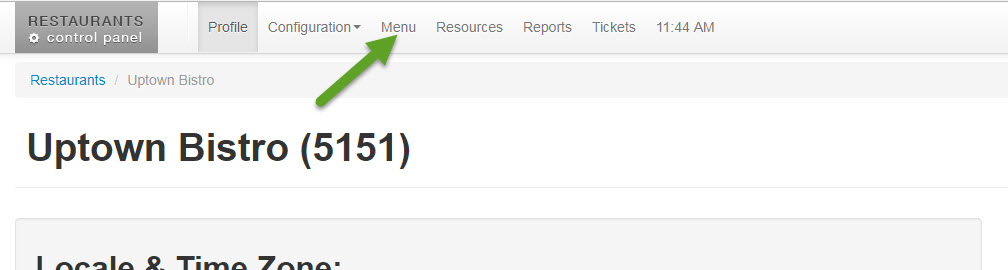 RESTAURANTS
control panel
Profile Configuration Menu Resources Reports Tickets 11:44 AM
Restaurants / Uptown Bistro
Uptown Bistro (5151)
Locale & Time Zone: